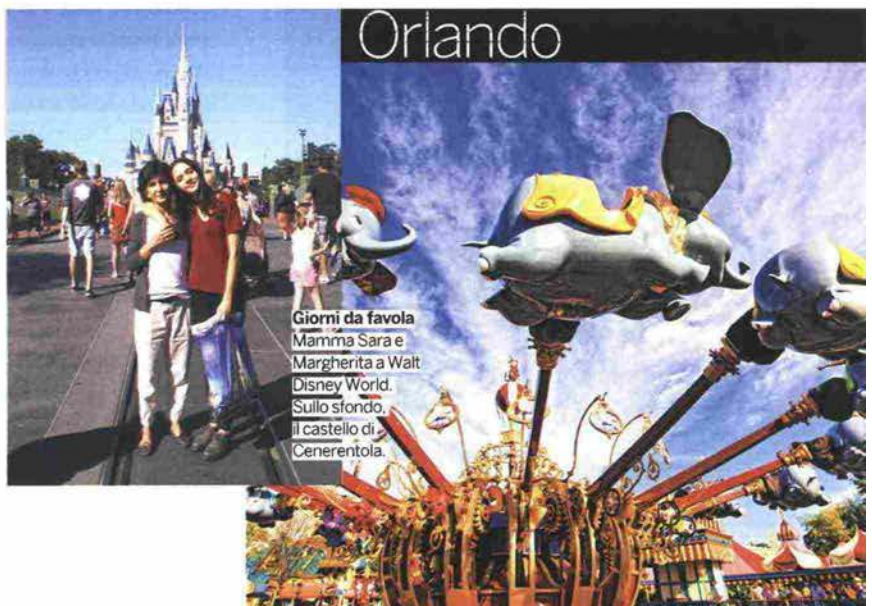 Orlando
Giorni da favola
Mamma Sara e
Margherita a Walt
Disney World.
Sullo sfondo,
il castello di
Cenerentola.